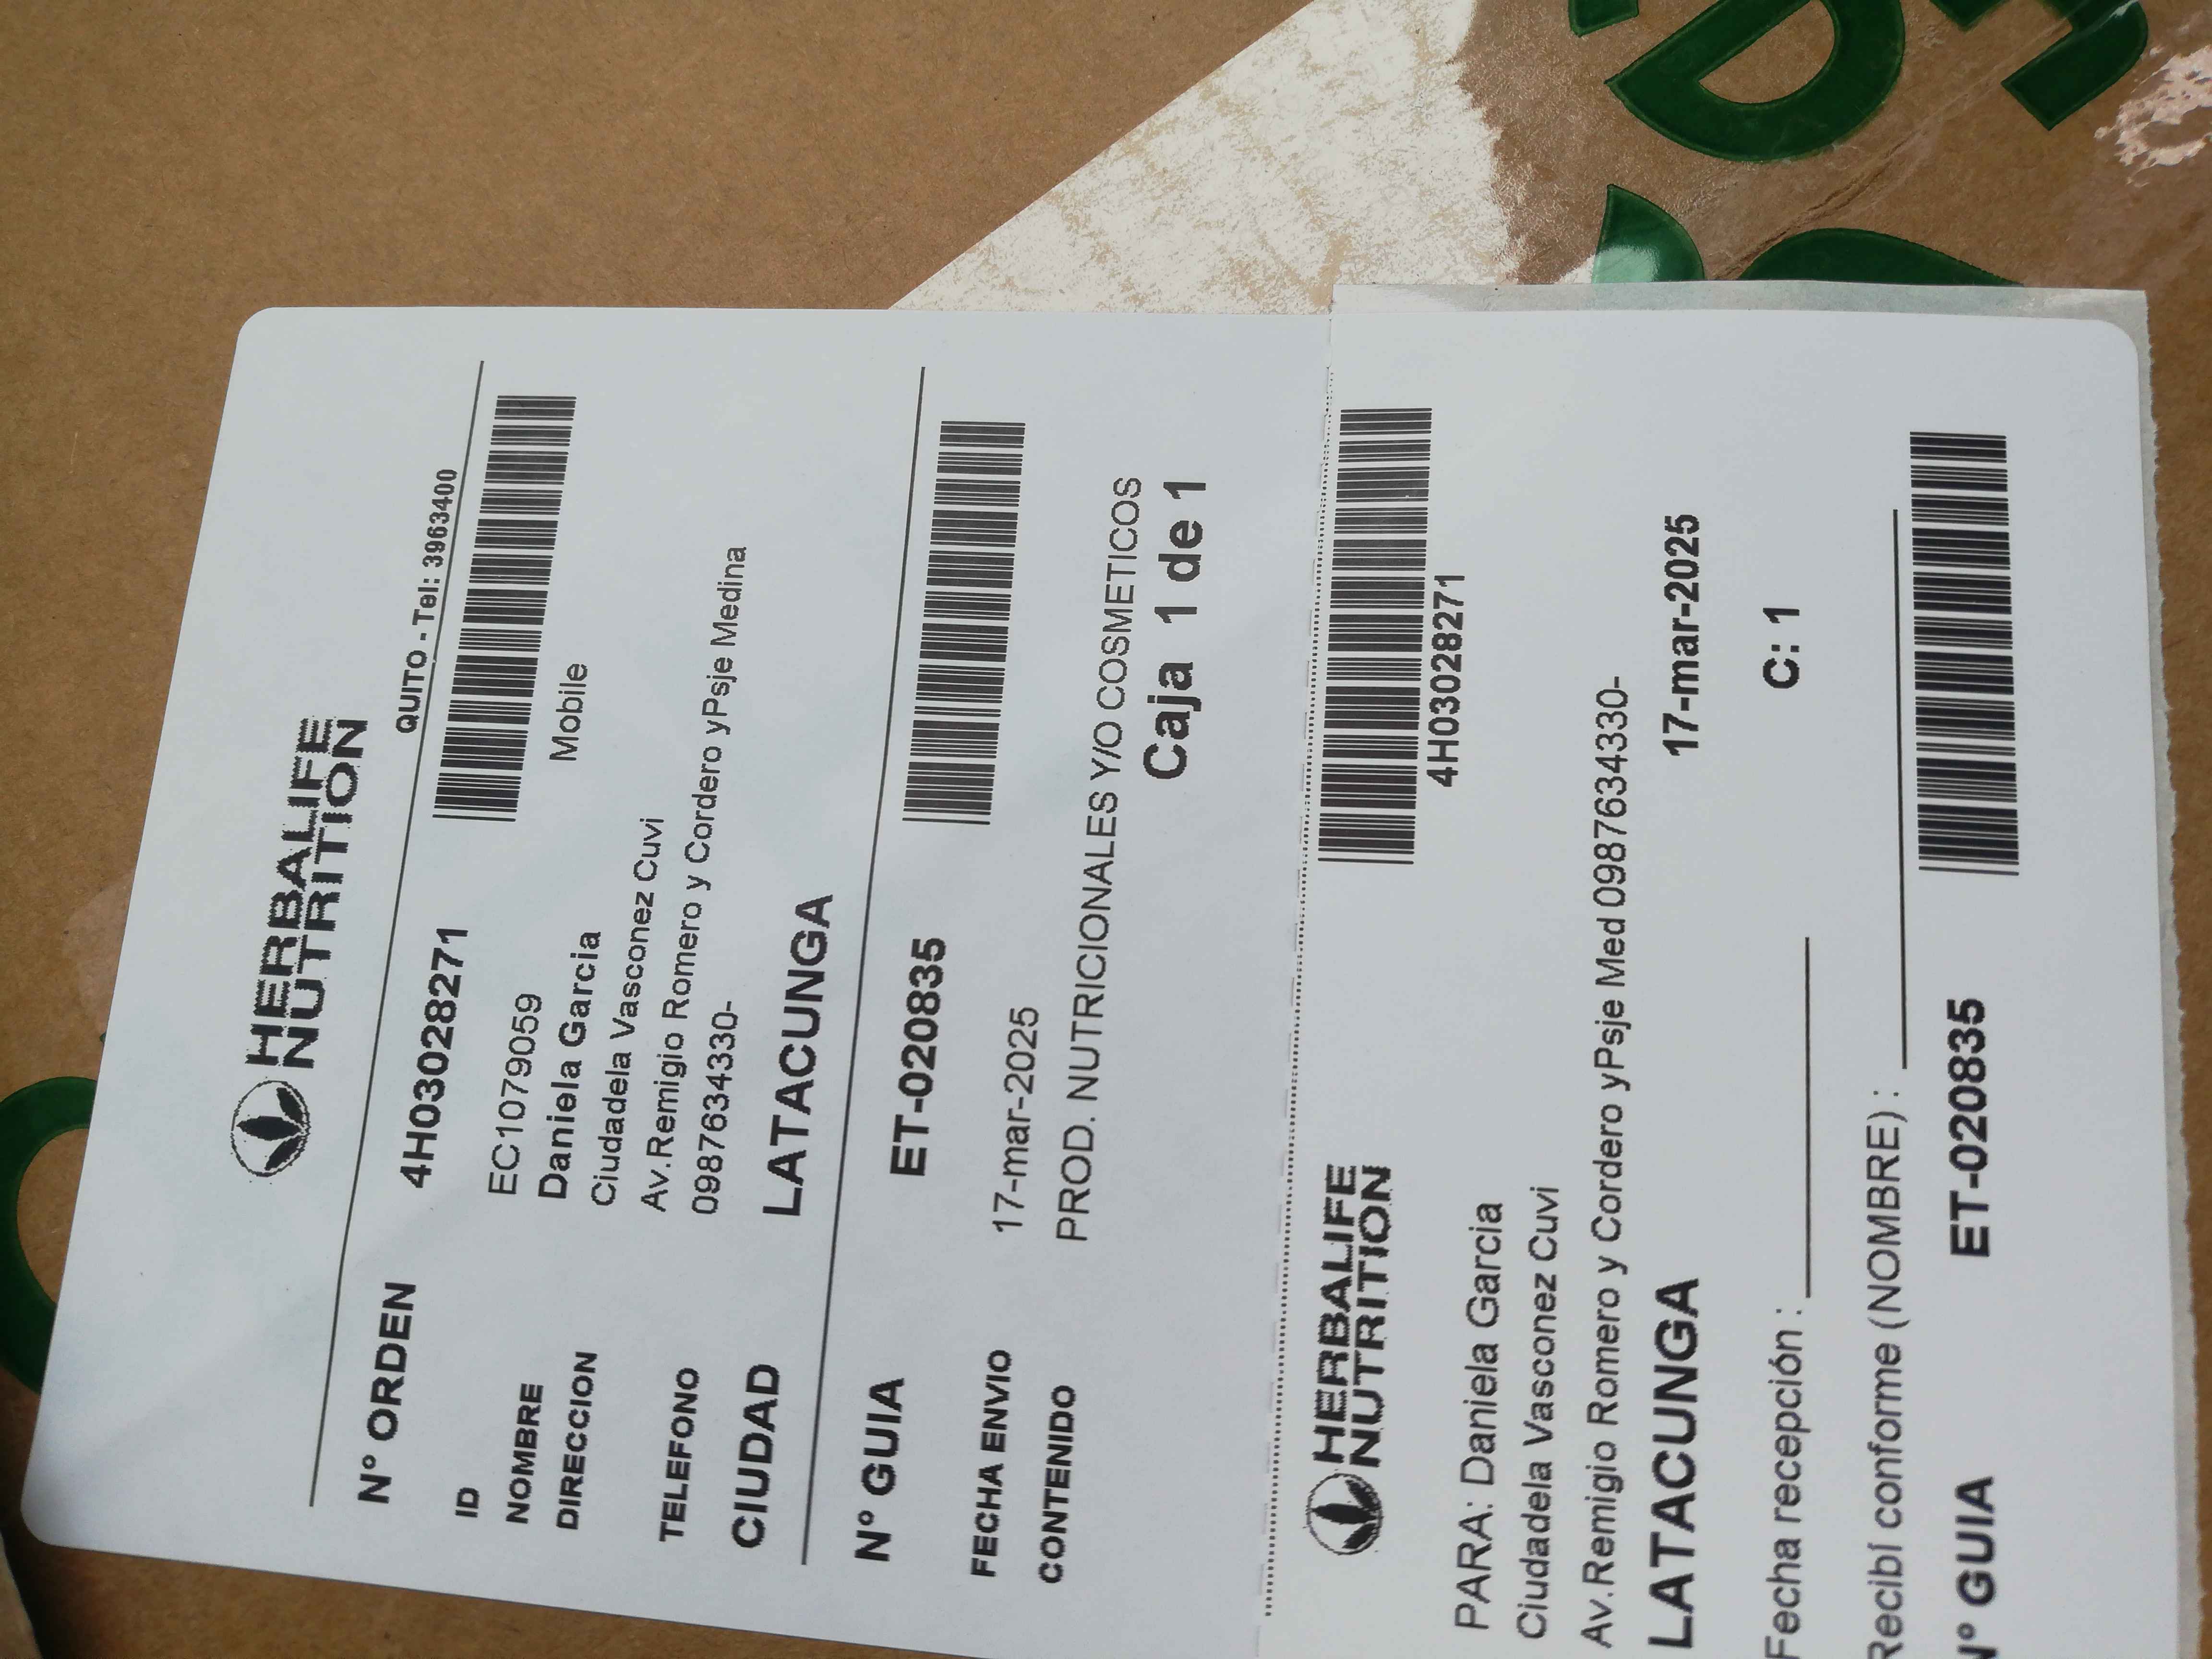 HERBALIFE
NUTRITION
QUITO - Tel: 3963400
N° ORDEN 4H03028271
ID EC1079059 Mobile
NOMBRE Daniela Garcia
DIRECCION Ciudadela Vasconez Cuvi
Av.Remigio Romero y Cordero yPsje Medina
TELEFONO 0987634330-
CIUDAD LATACUNGA
N° GUIA ET-020835
FECHA ENVIO 17-mar-2025
CONTENIDO PROD. NUTRICIONALES Y/O COSMETICOS
Caja 1 de 1
HERBALIFE
NUTRITION
4H03028271
PARA: Daniela Garcia
Ciudadela Vasconez Cuvi
Av.Remigio Romero y Cordero yPsje Med 0987634330-
LATACUNGA 17-mar-2025
Fecha recepción : C: 1
Recibí conforme (NOMBRE) :
N° GUIA ET-020835